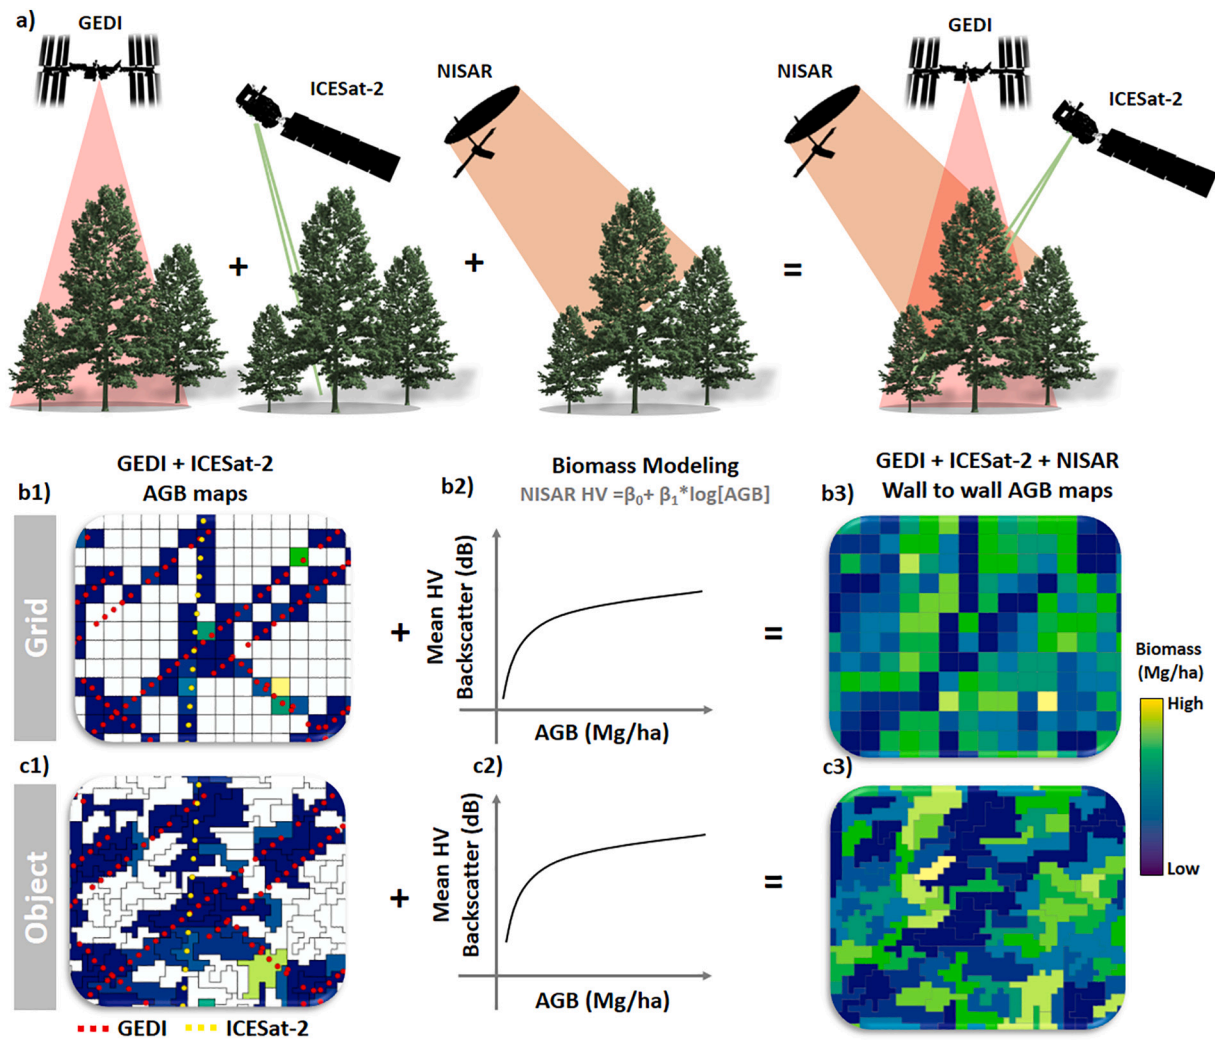 a)
GEDI
ICESat-2
NISAR
NISAR
GEDI
ICESat-2
+
+
=
GEDI + ICESat-2
AGB maps
Biomass Modeling
NISAR HV =β₀+ β₁*log[AGB]
GEDI + ICESat-2 + NISAR
Wall to wall AGB maps
b1)
b2)
b3)
Grid
+
Mean HV
Backscatter (dB)
AGB (Mg/ha)
=
Biomass
(Mg/ha)
High
Low
c1)
c2)
c3)
Object
+
Mean HV
Backscatter (dB)
AGB (Mg/ha)
=
GEDI
ICESat-2